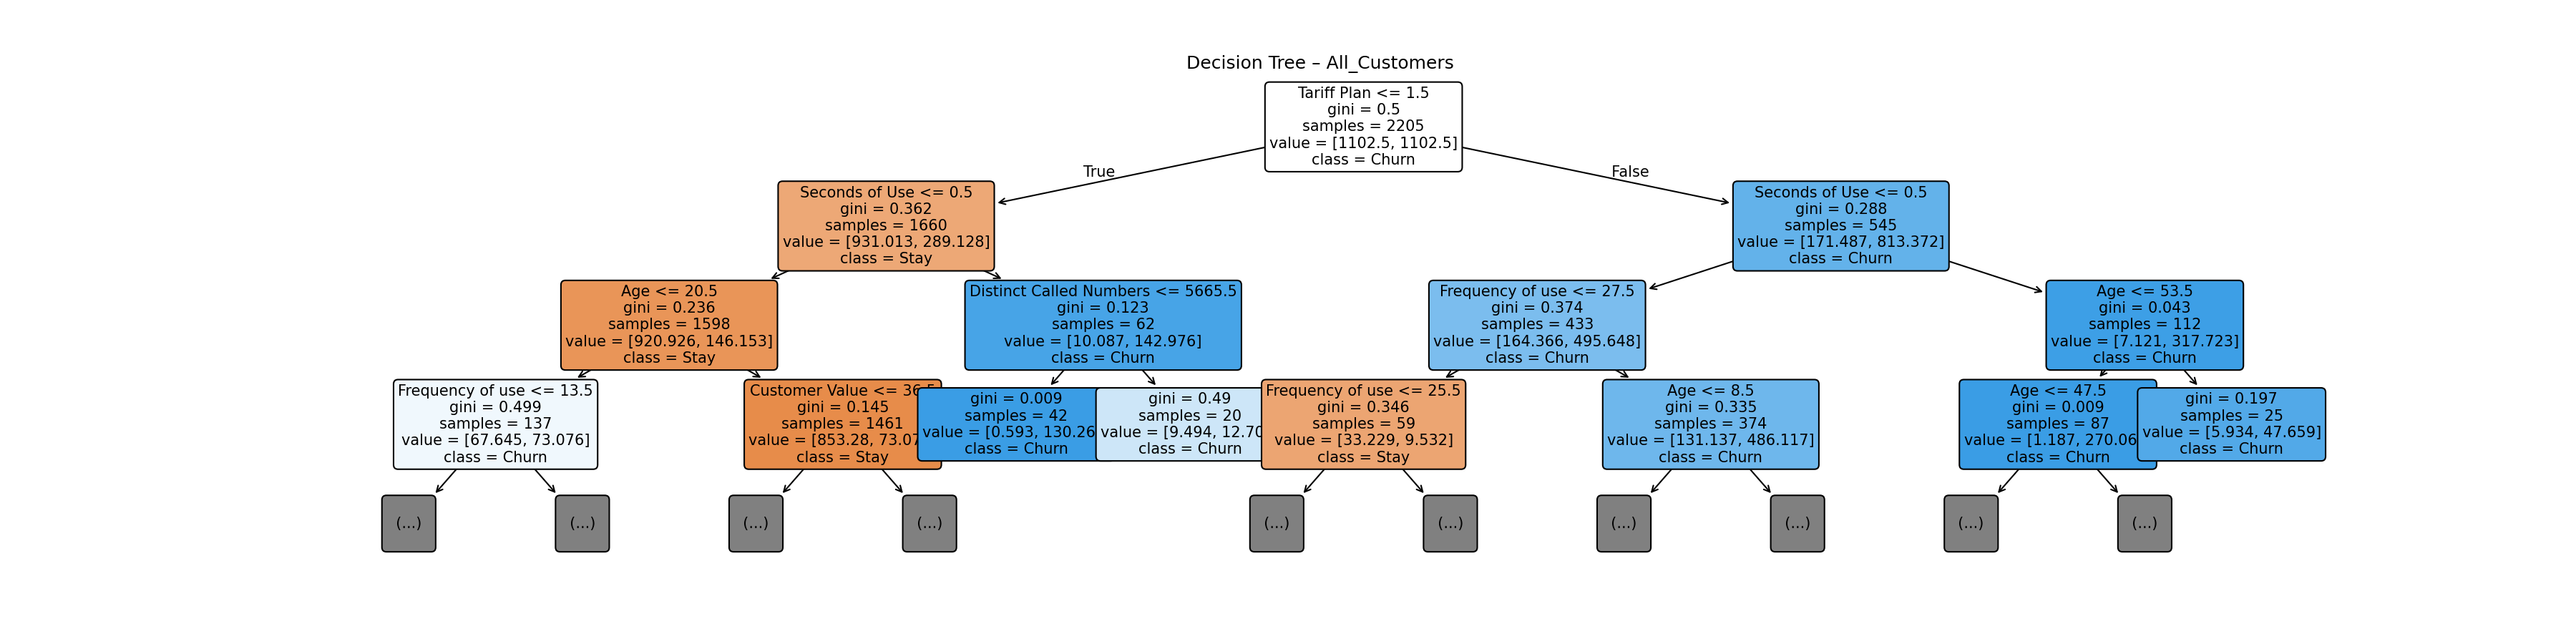 Decision Tree – All_Customers
Tariff Plan <= 1.5
gini = 0.5
samples = 2205
value = [1102.5, 1102.5]
class = Churn
True
False
Seconds of Use <= 0.5
gini = 0.362
samples = 1660
value = [931.013, 289.128]
class = Stay
Seconds of Use <= 0.5
gini = 0.288
samples = 545
value = [171.487, 813.372]
class = Churn
Age <= 20.5
gini = 0.236
samples = 1598
value = [920.926, 146.153]
class = Stay
Distinct Called Numbers <= 5665.5
gini = 0.123
samples = 62
value = [10.087, 142.976]
class = Churn
Frequency of use <= 27.5
gini = 0.374
samples = 433
value = [164.366, 495.648]
class = Churn
Age <= 53.5
gini = 0.043
samples = 112
value = [7.121, 317.723]
class = Churn
Frequency of use <= 13.5
gini = 0.499
samples = 137
value = [67.645, 73.076]
class = Churn
Customer Value <=
gini = 0.145
samples = 1461
value = [853.28,
class = Stay
gini = 0.009
samples = 42
value = [0.593,
class = Churn
gini = 0.49
samples = 20
value = [9.494,
class = Churn
Frequency of use <= 25.5
gini = 0.346
samples = 59
value = [33.229, 9.532]
class = Stay
Age <= 8.5
gini = 0.335
samples = 374
value = [131.137, 486.117]
class = Churn
Age <= 47.5
gini = 0.009
samples = 87
value = [1.187,
class = Churn
gini = 0.197
samples = 25
value = [5.934, 47.659]
class = Churn
(...)
(...)
(...)
(...)
(...)
(...)
(...)
(...)
(...)
(...)